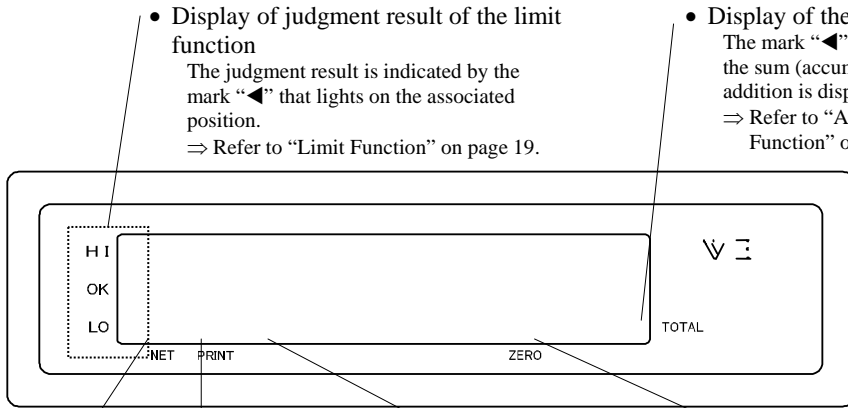 • Display of judgment result of the limit
function
The judgment result is indicated by the
mark “◀” that lights on the associated
position.
⇒ Refer to “Limit Function” on page 19.
• Display of the
The mark “◀”
the sum (accu
addition is disp
⇒ Refer to “A
Function” o
HI
OK
LO
NET PRINT ZERO
TOTAL